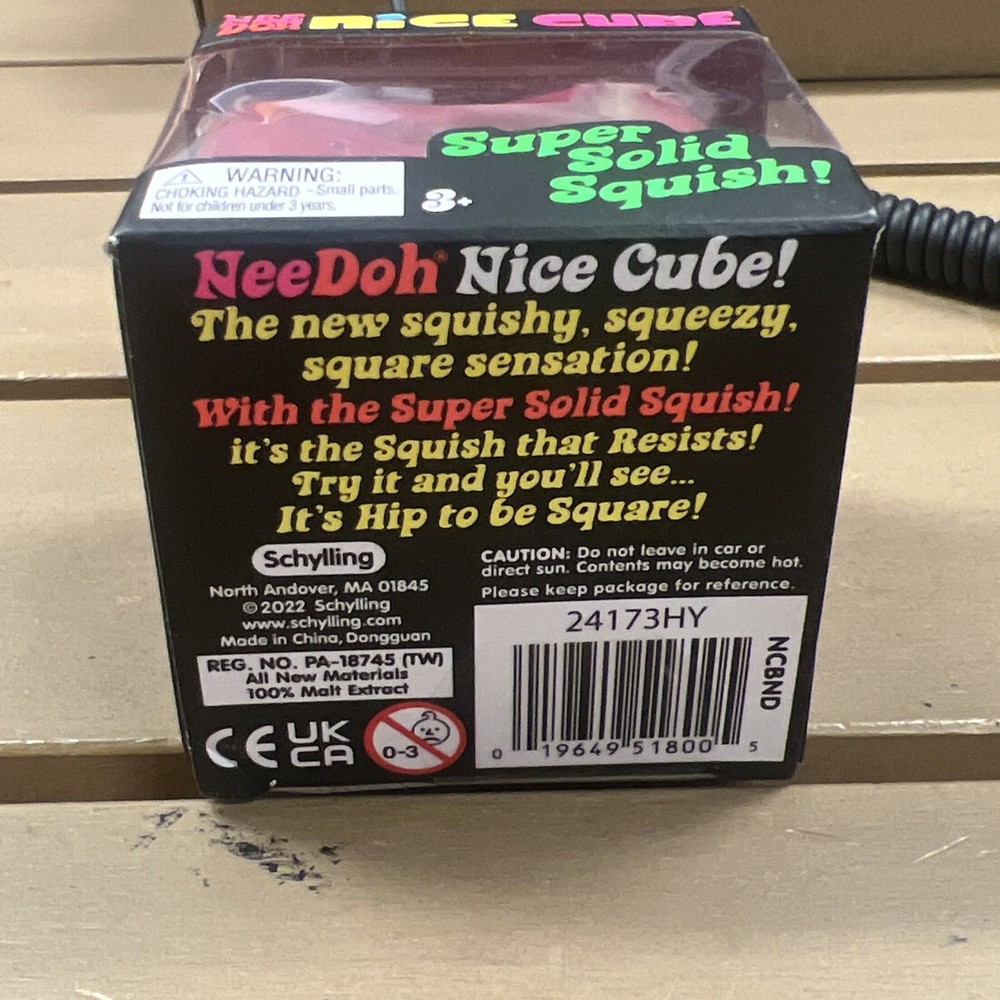 NEE DOH NICE CUBE
Super
Solid
Squish!
WARNING:
CHOKING HAZARD - Small parts.
Not for children under 3 years.
3+
NeeDoh® Nice Cube!
The new squishy, squeezy,
square sensation!
With the Super Solid Squish!
it's the Squish that Resists!
Try it and you'll see...
It's Hip to be Square!
Schylling
North Andover, MA 01845
©2022 Schylling
www.schylling.com
Made in China, Dongguan
REG. NO. PA-18745 (TW)
All New Materials
100% Malt Extract
CE UK CA
0-3
CAUTION: Do not leave in car or
direct sun. Contents may become hot.
Please keep package for reference.
24173HY
NCBND
0 19649 51800 5